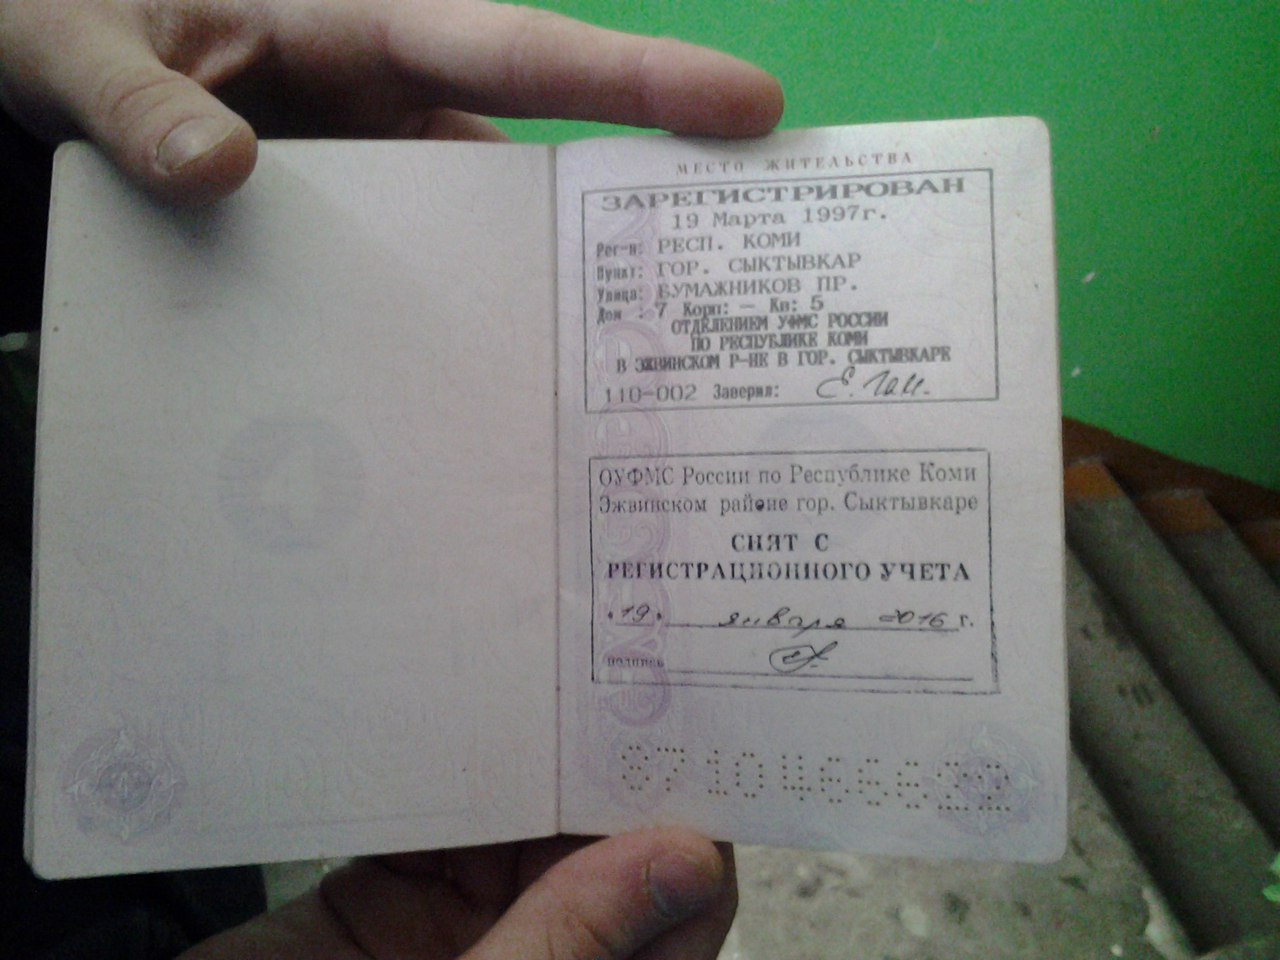 МЕСТО ЖИТЕЛЬСТВА
ЗАРЕГИСТРИРОВАН
19 Марта 1997г.
Рег-н: РЕСП. КОМИ
Пункт: ГОР. СЫКТЫВКАР
Улица: БУМАЖНИКОВ ПР.
Дом : 7 Корп: — Кв: 5
ОТДЕЛЕНИЕМ УФМС РОССИИ
ПО РЕСПУБЛИКЕ КОМИ
В ЭЖВИНСКОМ Р-НЕ В ГОР. СЫКТЫВКАРЕ
110-002 Заверил:
ОУФМС России по Республике Коми
Эжвинском районе гор. Сыктывкаре
СНЯТ С
РЕГИСТРАЦИОННОГО УЧЕТА
"19" января 2016 г.
подпись
8710466622